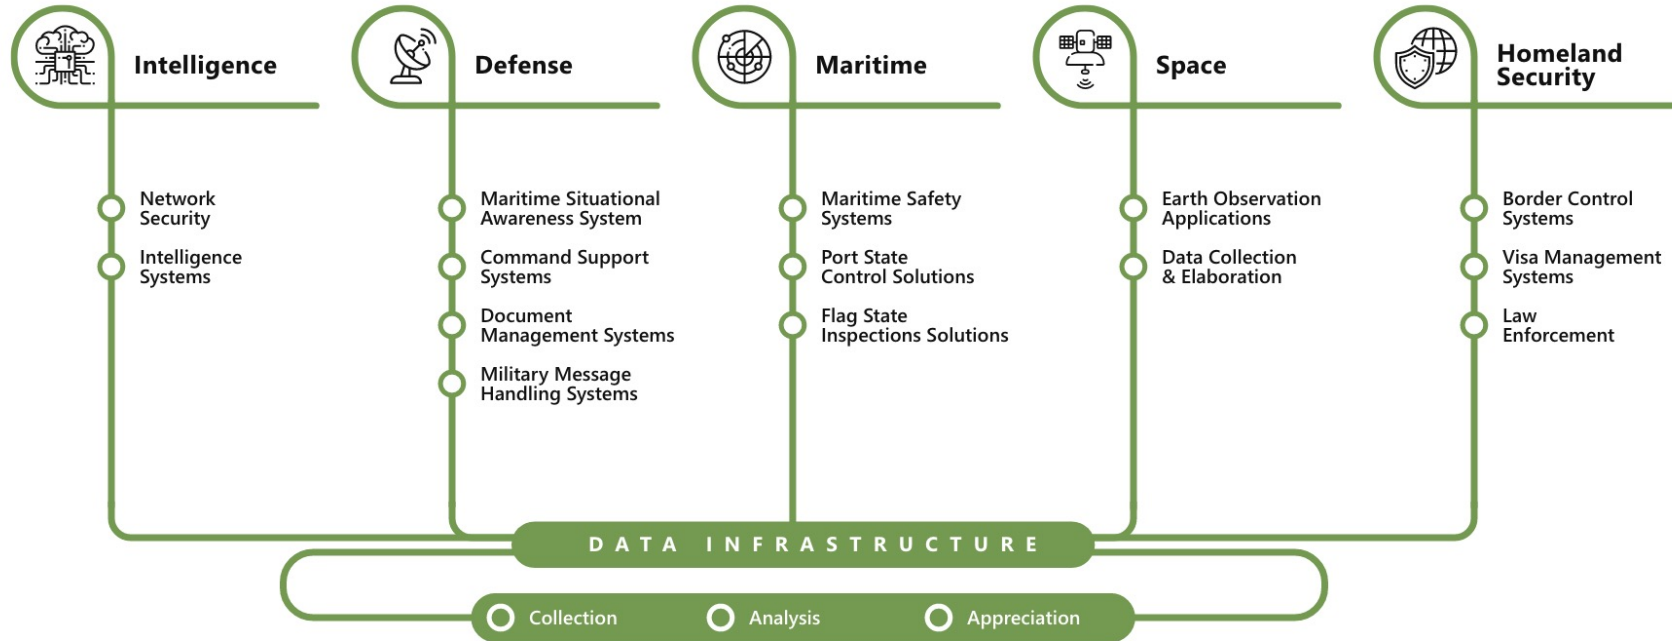 Intelligence
Network
Security
Intelligence
Systems
Defense
Maritime Situational
Awareness System
Command Support
Systems
Document
Management Systems
Military Message
Handling Systems
Maritime
Maritime Safety
Systems
Port State
Control Solutions
Flag State
Inspections Solutions
Space
Earth Observation
Applications
Data Collection
& Elaboration
Homeland
Security
Border Control
Systems
Visa Management
Systems
Law
Enforcement
DATA INFRASTRUCTURE
Collection
Analysis
Appreciation